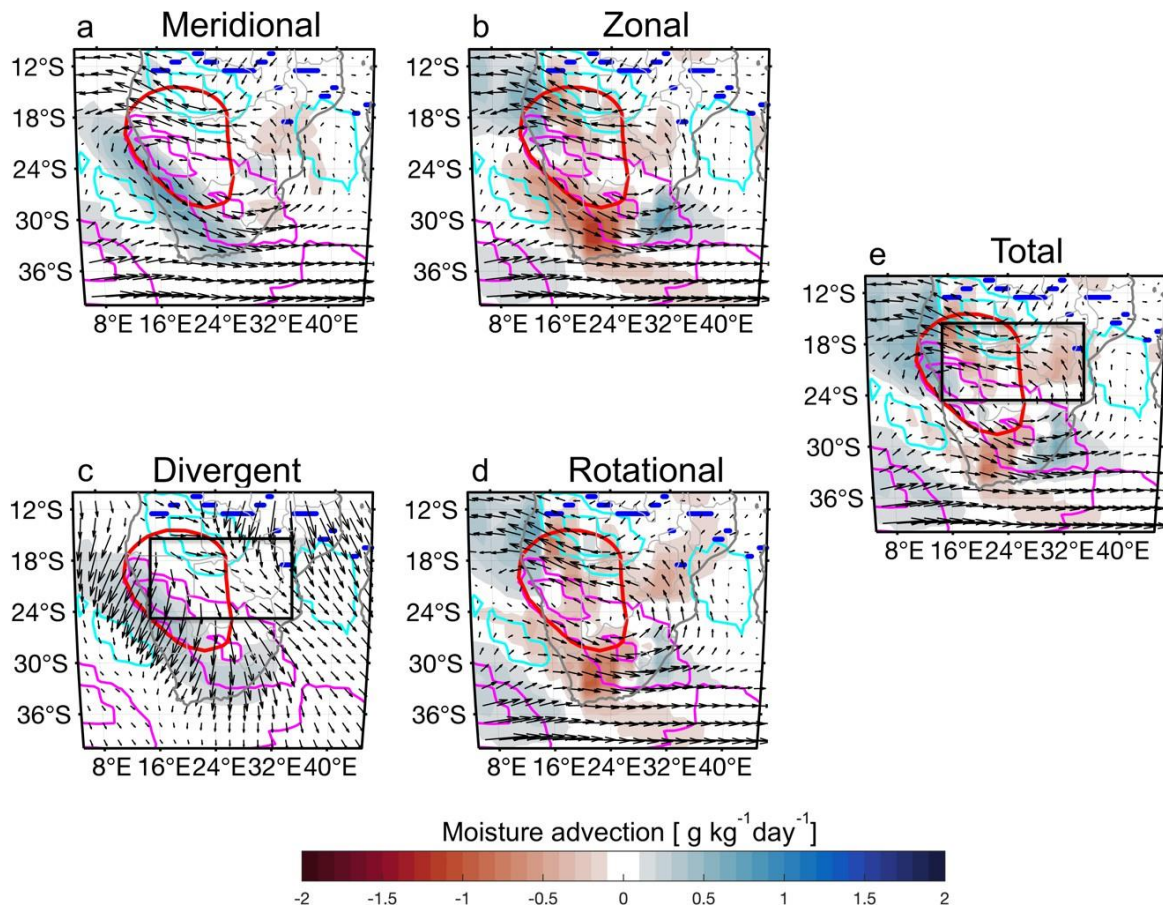 a Meridional
12°S
18°S
24°S
30°S
36°S
8°E 16°E 24°E 32°E 40°E
b Zonal
12°S
18°S
24°S
30°S
36°S
8°E 16°E 24°E 32°E 40°E
e Total
12°S
18°S
24°S
30°S
36°S
8°E 16°E 24°E 32°E 40°E
c Divergent
12°S
18°S
24°S
30°S
36°S
8°E 16°E 24°E 32°E 40°E
d Rotational
12°S
18°S
24°S
30°S
36°S
8°E 16°E 24°E 32°E 40°E
Moisture advection [ g kg⁻¹ day⁻¹]
-2 -1.5 -1 -0.5 0 0.5 1 1.5 2